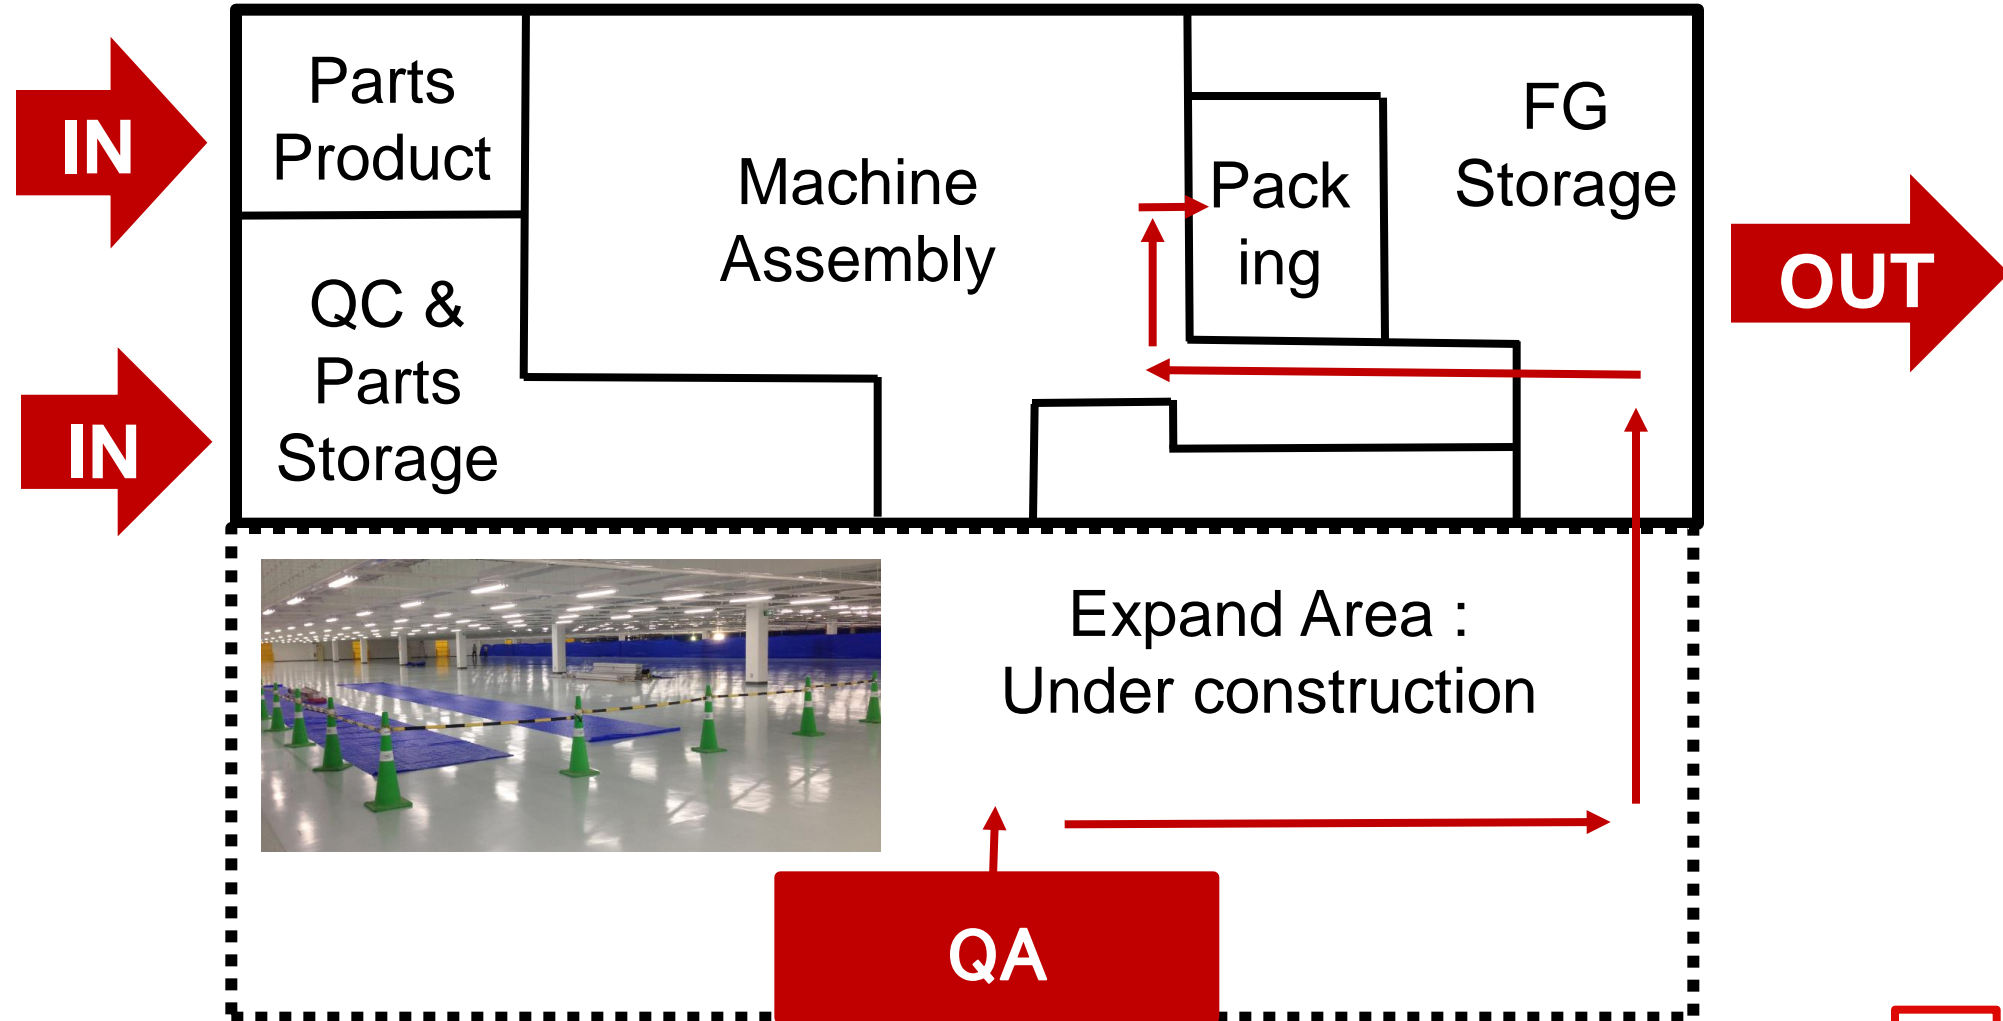 IN
Parts
Product
Machine
Assembly
Pack
ing
FG
Storage
OUT
QC &
Parts
Storage
IN
Expand Area :
Under construction
QA